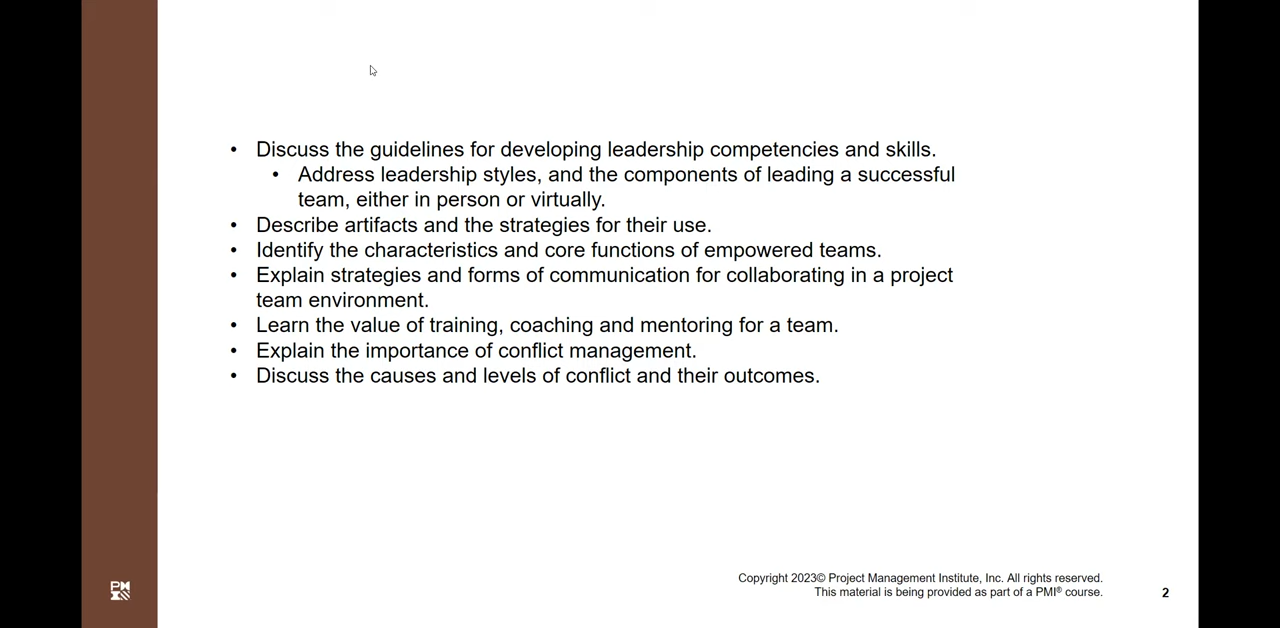 • Discuss the guidelines for developing leadership competencies and skills.
• Address leadership styles, and the components of leading a successful
team, either in person or virtually.
• Describe artifacts and the strategies for their use.
• Identify the characteristics and core functions of empowered teams.
• Explain strategies and forms of communication for collaborating in a project
team environment.
• Learn the value of training, coaching and mentoring for a team.
• Explain the importance of conflict management.
• Discuss the causes and levels of conflict and their outcomes.
PMI
Copyright 2023© Project Management Institute, Inc. All rights reserved.
This material is being provided as part of a PMI® course.
2